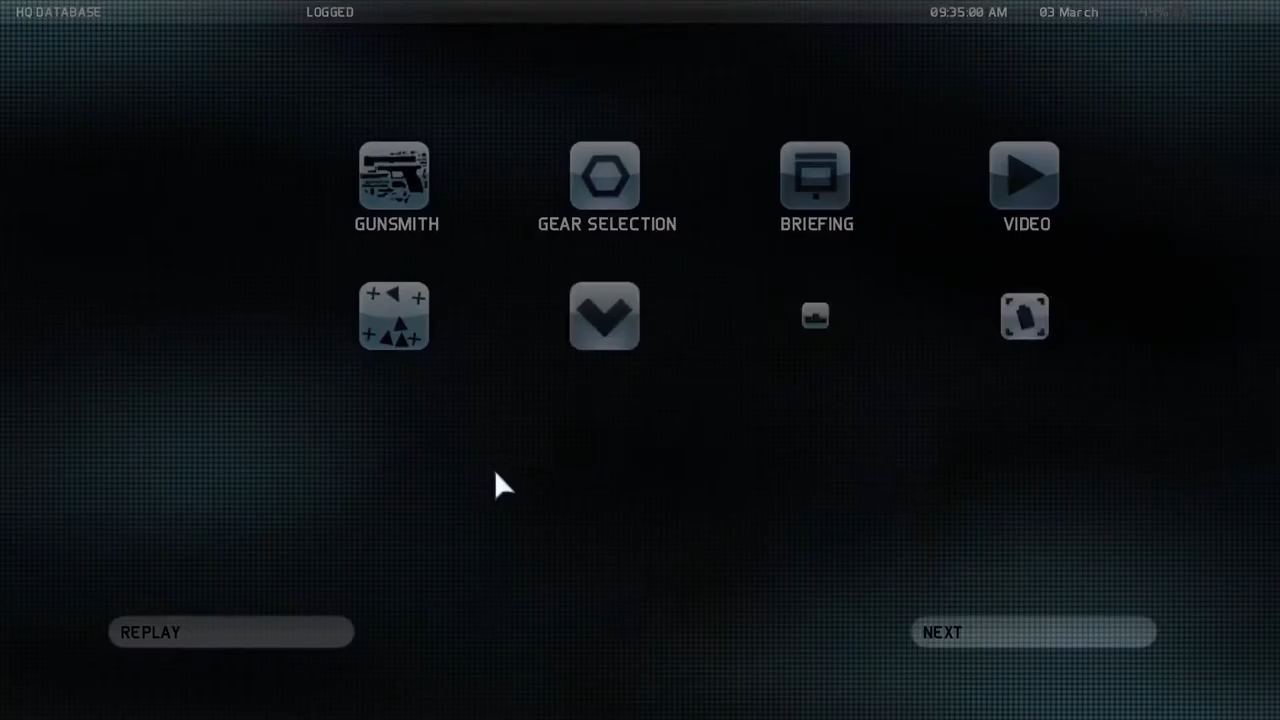 HQ DATABASE
LOGGED
09:35:00 AM
03 March
GUNSMITH
GEAR SELECTION
BRIEFING
VIDEO
REPLAY
NEXT